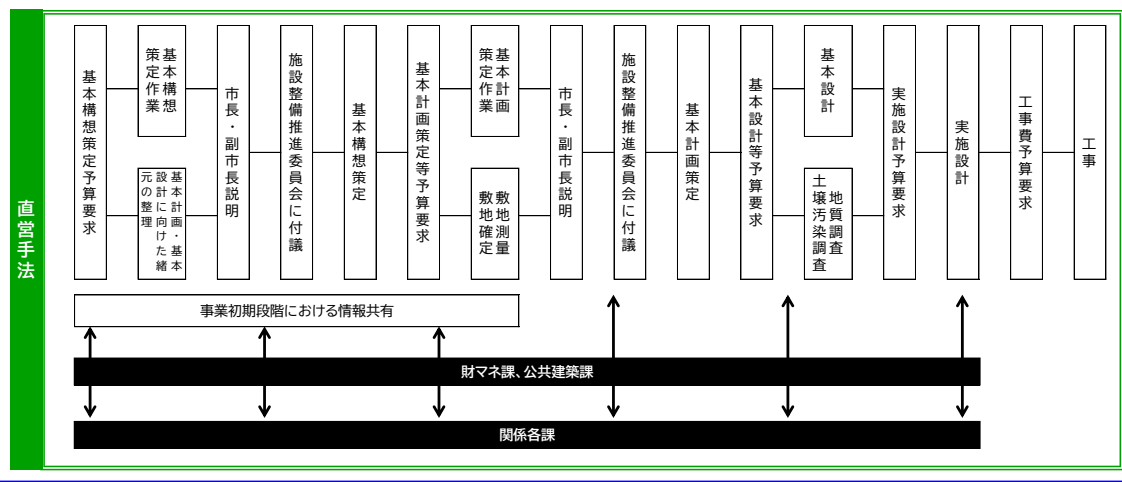 直営手法
基本構想策定予算要求
基本構想
策定作業
基本計画・基本
設計に向けた緒
元の整理
市長・副市長説明
施設整備推進委員会に付議
基本構想策定
基本計画策定等予算要求
基本計画
策定作業
敷地測量
敷地確定
市長・副市長説明
施設整備推進委員会に付議
基本計画策定
基本設計等予算要求
基本設計
地質調査
土壌汚染調査
実施設計予算要求
実施設計
工事費予算要求
工事
事業初期段階における情報共有
財マネ課、公共建築課
関係各課